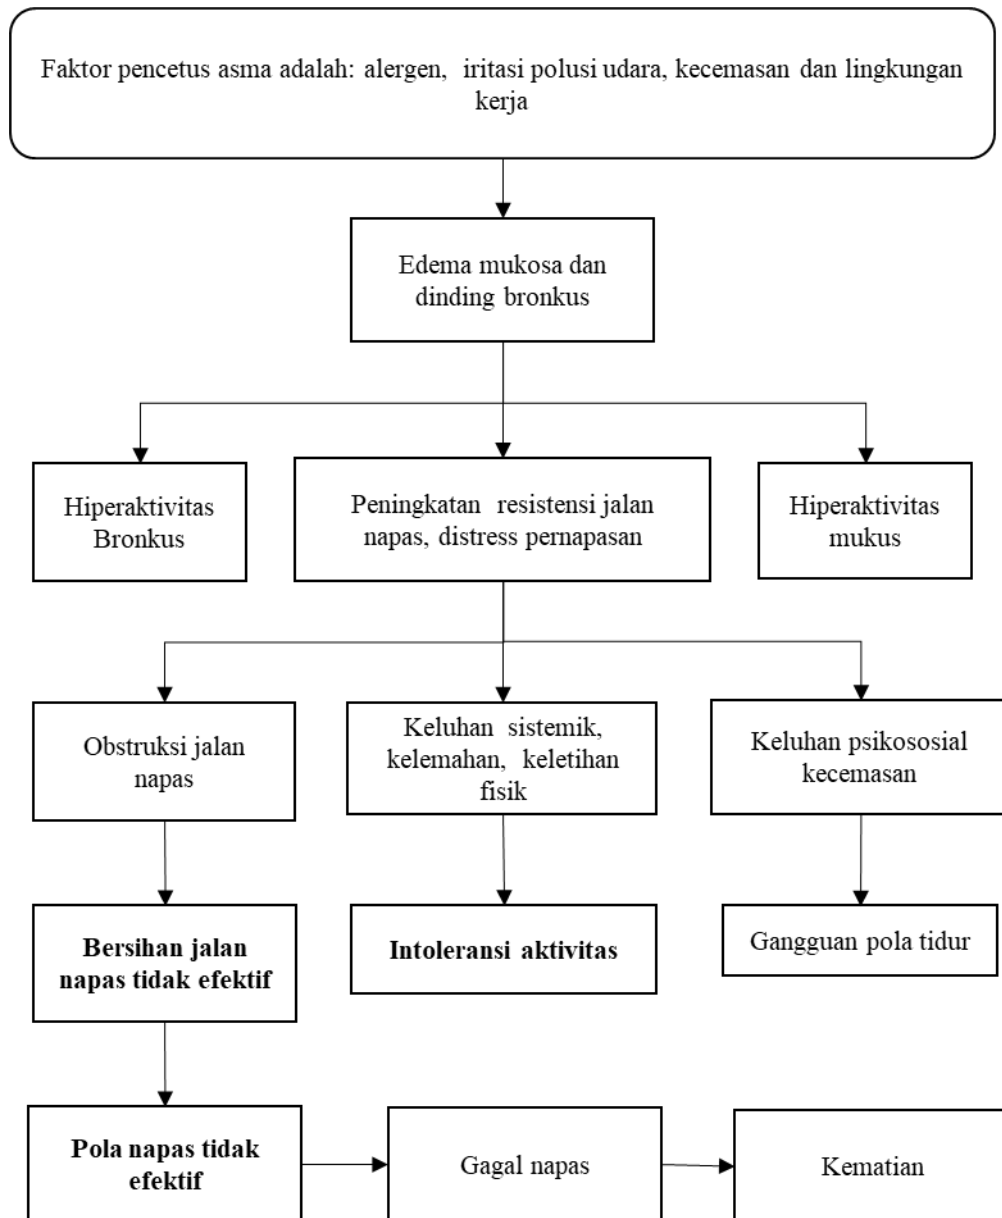 Faktor pencetus asma adalah: alergen, iritasi polusi udara, kecemasan dan lingkungan
kerja
Edema mukosa dan
dinding bronkus
Hiperaktivitas
Bronkus
Peningkatan resistensi jalan
napas, distress pernapasan
Hiperaktivitas
mukus
Obstruksi jalan
napas
Keluhan sistemik,
kelemahan, keletihan
fisik
Keluhan psikososial
kecemasan
Bersihan jalan
napas tidak efektif
Intoleransi aktivitas
Gangguan pola tidur
Pola napas tidak
efektif
Gagal napas
Kematian